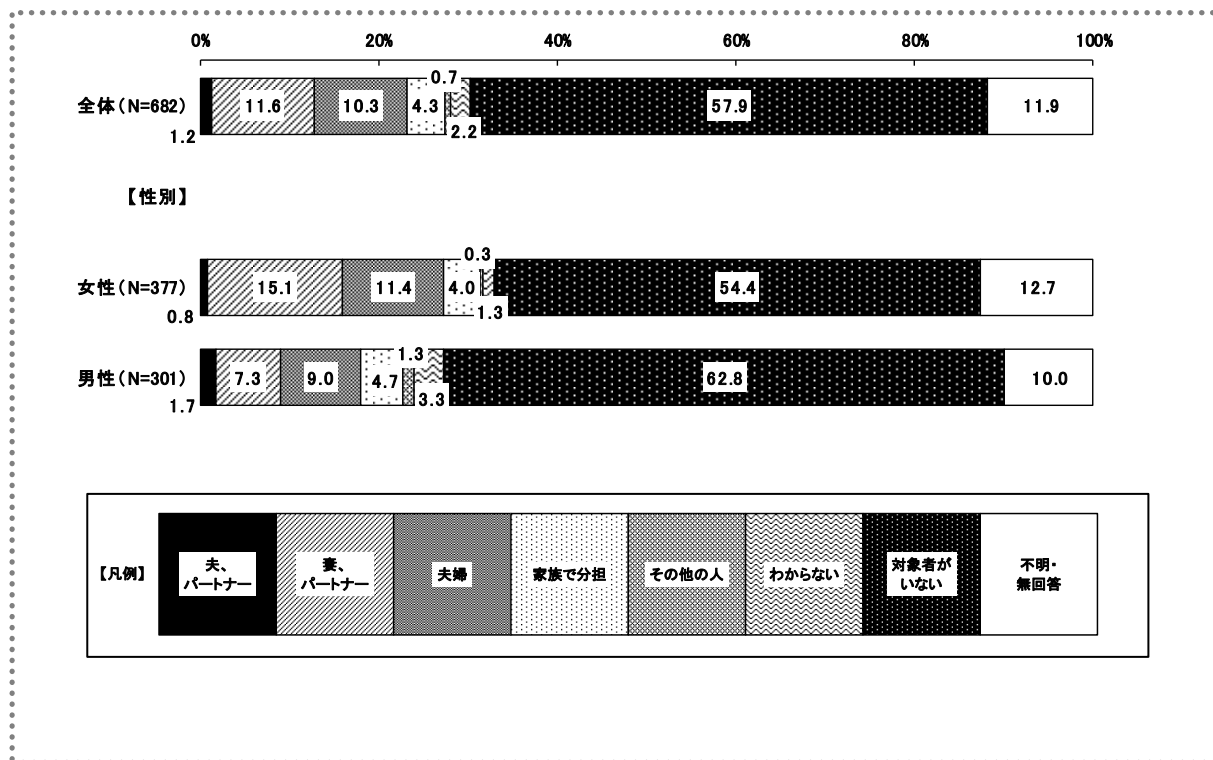 0% 20% 40% 60% 80% 100%
0.7
全体(N=682) 11.6 10.3 4.3 57.9 11.9
1.2 2.2
【性別】
0.3
女性(N=377) 15.1 11.4 4.0 54.4 12.7
0.8 1.3
1.3
男性(N=301) 7.3 9.0 4.7 62.8 10.0
1.7 3.3
【凡例】
夫、
パートナー
妻、
パートナー
夫婦
家族で分担
その他の人
わからない
対象者が
いない
不明・
無回答